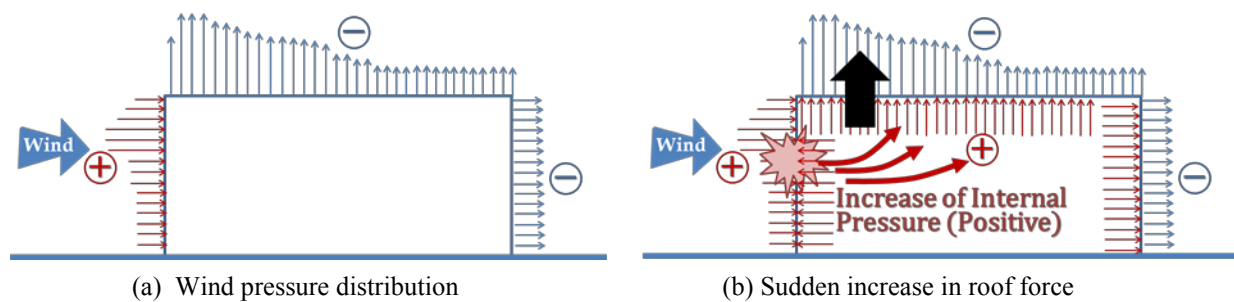 Wind
+
−
−
(a) Wind pressure distribution
Wind
+
−
+
−
Increase of Internal
Pressure (Positive)
(b) Sudden increase in roof force